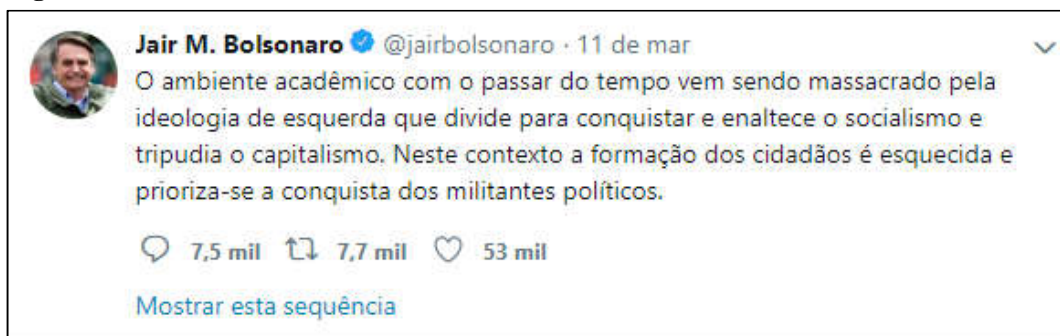 Jair M. Bolsonaro @jairbolsonaro · 11 de mar
O ambiente acadêmico com o passar do tempo vem sendo massacrado pela
ideologia de esquerda que divide para conquistar e enaltece o socialismo e
tripudia o capitalismo. Neste contexto a formação dos cidadãos é esquecida e
prioriza-se a conquista dos militantes políticos.
7,5 mil 7,7 mil 53 mil
Mostrar esta sequência